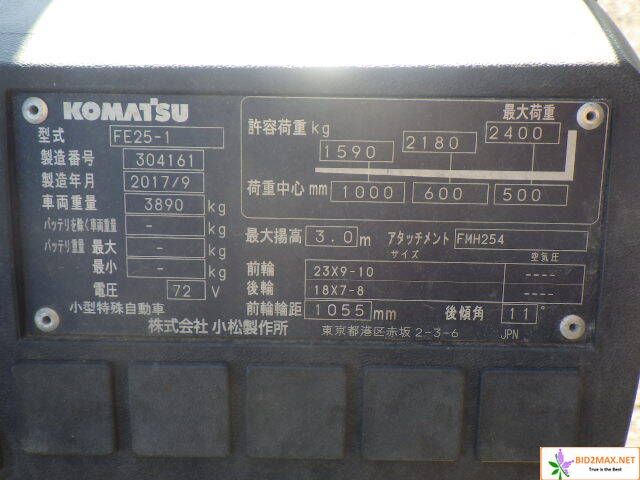 KOMATSU
型式 FE25-1
製造番号 304161
製造年月 2017/9
車両重量 3890 kg
バッテリを除く車両重量 - kg
バッテリ重量 最大 - kg
最小 - kg
電圧 72 V
小型特殊自動車
最大荷重
許容荷重 kg 1590 2180 2400
荷重中心 mm 1000 600 500
最大揚高 3.0 m アタッチメント FMH254
サイズ 空気圧
前輪 23X9-10 ----
後輪 18X7-8 ----
前輪輪距 1055 mm 後傾角 11°
株式会社 小松製作所 東京都港区赤坂 2-3-6 JPN
BID2MAX.NET
True is the Best